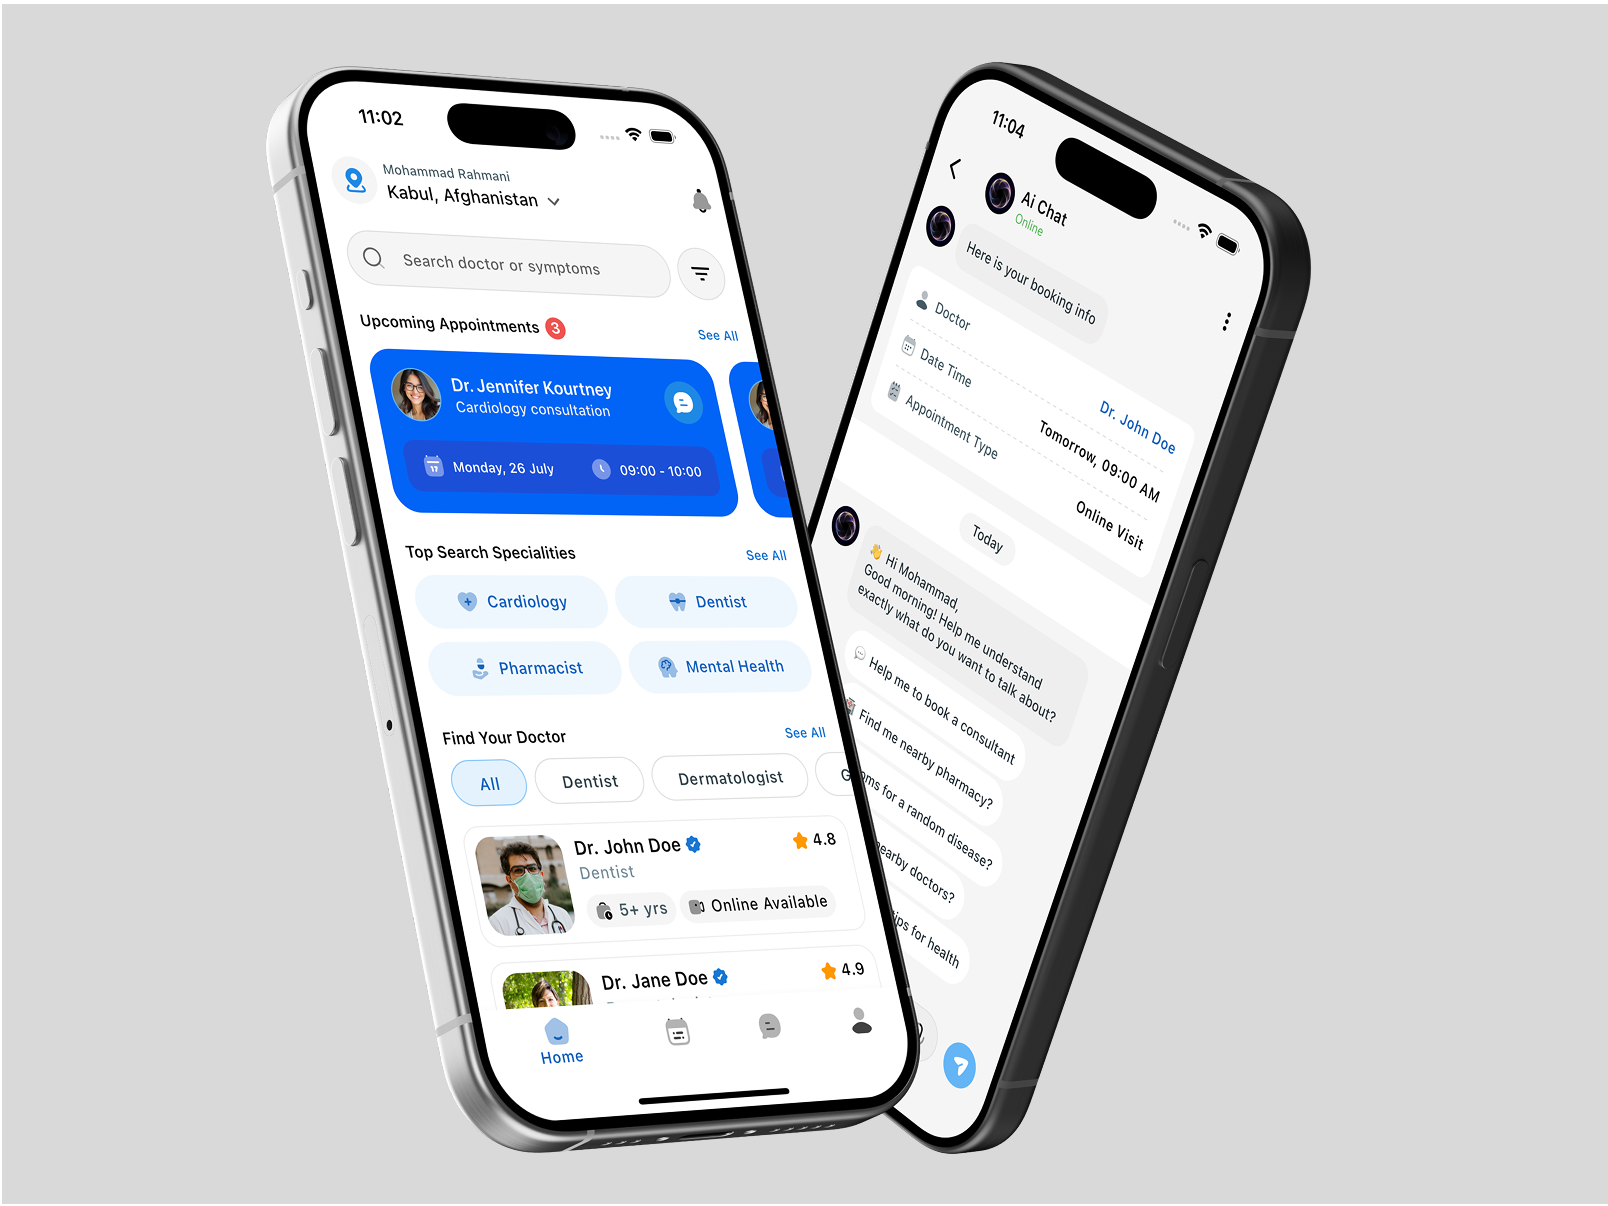 11:02
Mohammad Rahmani
Kabul, Afghanistan
Search doctor or symptoms
Upcoming Appointments 3
See All
Dr. Jennifer Kourtney
Cardiology consultation
Monday, 26 July
09:00 - 10:00
Top Search Specialities
See All
Cardiology
Dentist
Pharmacist
Mental Health
Find Your Doctor
See All
All
Dentist
Dermatologist
G
Dr. John Doe
4.8
Dentist
5+ yrs
Online Available
Dr. Jane Doe
4.9
Home
11:04
Ai Chat
Online
Here is your booking info
Doctor
Dr. John Doe
Date Time
Tomorrow, 09:00 AM
Appointment Type
Online Visit
Today
👋 Hi Mohammad,
Good morning! Help me understand
exactly what do you want to talk about?
Help me to book a consultant
Find me nearby pharmacy?
oms for a random disease?
nearby doctors?
tips for health